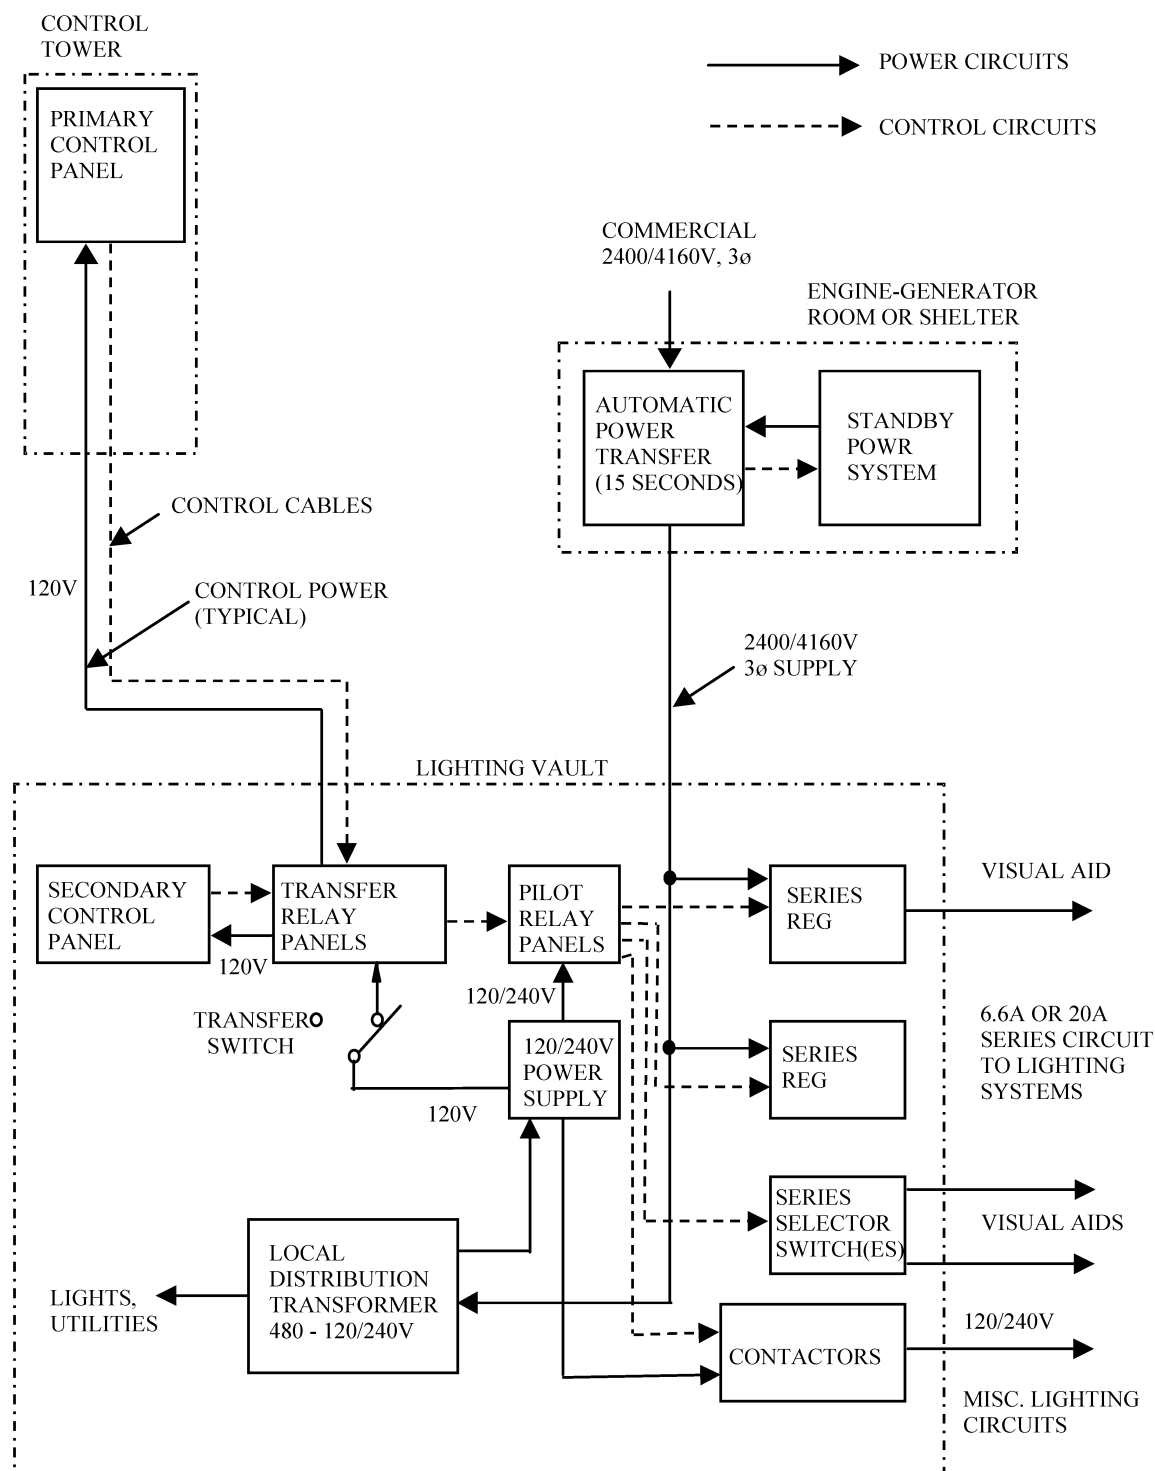 CONTROL
TOWER
PRIMARY
CONTROL
PANEL
POWER CIRCUITS
CONTROL CIRCUITS
COMMERCIAL
2400/4160V, 3ø
ENGINE-GENERATOR
ROOM OR SHELTER
AUTOMATIC
POWER
TRANSFER
(15 SECONDS)
STANDBY
POWR
SYSTEM
CONTROL CABLES
120V
CONTROL POWER
(TYPICAL)
2400/4160V
3ø SUPPLY
LIGHTING VAULT
SECONDARY
CONTROL
PANEL
TRANSFER
RELAY
PANELS
PILOT
RELAY
PANELS
SERIES
REG
VISUAL AID
120V
120/240V
TRANSFER
SWITCH
120/240V
POWER
SUPPLY
120V
SERIES
REG
6.6A OR 20A
SERIES CIRCUIT
TO LIGHTING
SYSTEMS
SERIES
SELECTOR
SWITCH(ES)
VISUAL AIDS
LOCAL
DISTRIBUTION
TRANSFORMER
480 - 120/240V
LIGHTS,
UTILITIES
CONTACTORS
120/240V
MISC. LIGHTING
CIRCUITS